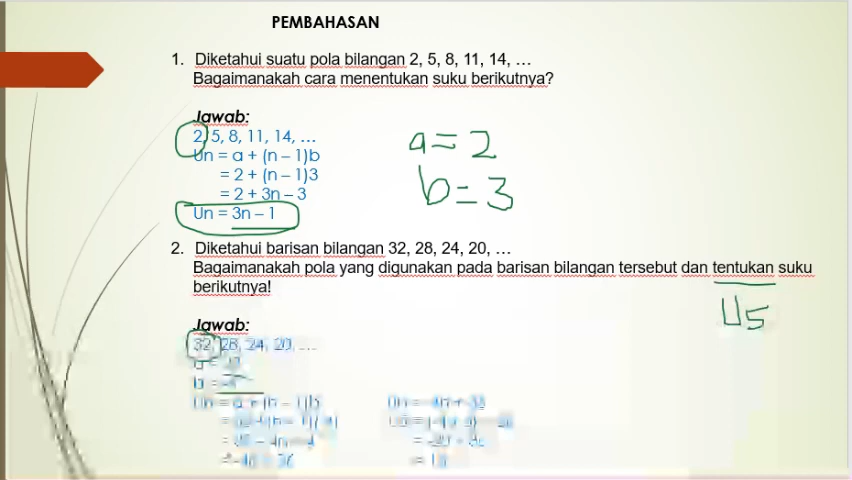 PEMBAHASAN
1. Diketahui suatu pola bilangan 2, 5, 8, 11, 14, …
Bagaimanakah cara menentukan suku berikutnya?
Jawab:
2, 5, 8, 11, 14, …
Un = a + (n – 1)b
= 2 + (n – 1)3
= 2 + 3n – 3
Un = 3n – 1
a = 2
b = 3
2. Diketahui barisan bilangan 32, 28, 24, 20, …
Bagaimanakah pola yang digunakan pada barisan bilangan tersebut dan tentukan suku
berikutnya!
U5
Jawab:
32, 28, 24, 20, …
Un = a + (n – 1)b